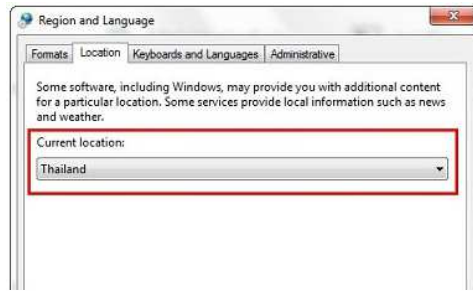 Region and Language
Formats
Location
Keyboards and Languages
Administrative
Some software, including Windows, may provide you with additional content
for a particular location. Some services provide local information such as news
and weather.
Current location:
Thailand